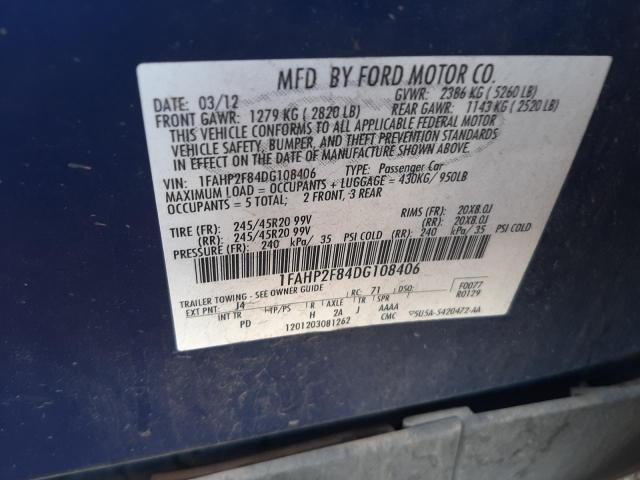 MFD. BY FORD MOTOR CO.
DATE: 03/12 GVWR: 2386 KG ( 5260 LB)
FRONT GAWR: 1279 KG ( 2820 LB) REAR GAWR: 1143 KG ( 2520 LB)
THIS VEHICLE CONFORMS TO ALL APPLICABLE FEDERAL MOTOR
VEHICLE SAFETY, BUMPER, AND THEFT PREVENTION STANDARDS
IN EFFECT ON THE DATE OF MANUFACTURE SHOWN ABOVE.
VIN: 1FAHP2F84DG108406 TYPE: Passenger Car
MAXIMUM LOAD = OCCUPANTS + LUGGAGE = 430KG/ 950LB
OCCUPANTS = 5 TOTAL; 2 FRONT, 3 REAR
TIRE (FR): 245/45R20 99V RIMS (FR): 20X8.0J
(RR): 245/45R20 99V (RR): 20X8.0J
PRESSURE (FR): 240 kPa/ 35 PSI COLD (RR): 240 kPa/ 35 PSI COLD
1FAHP2F84DG108406
TRAILER TOWING - SEE OWNER GUIDE
EXT PNT: J4 RC: 71 DSO: F0077
R0129
INT TR TP/PS R AXLE TR SPR
PD H 2A J AAAA
1201203081262 CMC 5U5A-5420472-AA